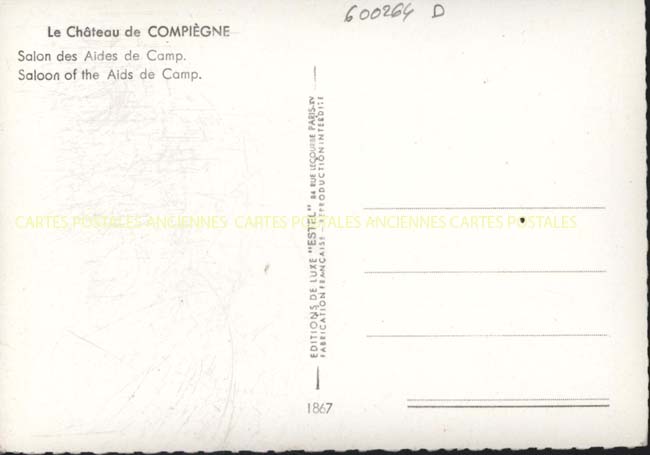 600264 D
Le Château de COMPIÈGNE
Salon des Aides de Camp.
Saloon of the Aids de Camp.
EDITIONS DE LUXE "ESTEL" 84 RUE LECOURBE PARIS-XV
FABRICATION FRANÇAISE - REPRODUCTION INTERDITE
CARTES POSTALES ANCIENNES CARTES POSTALES ANCIENNES CARTES POSTALES
1867